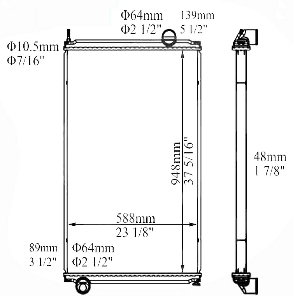 Φ64mm
Φ2 1/2"
139mm
5 1/2"
Φ10.5mm
Φ7/16"
948mm
37 5/16"
48mm
1 7/8"
588mm
23 1/8"
89mm
3 1/2"
Φ64mm
Φ2 1/2"